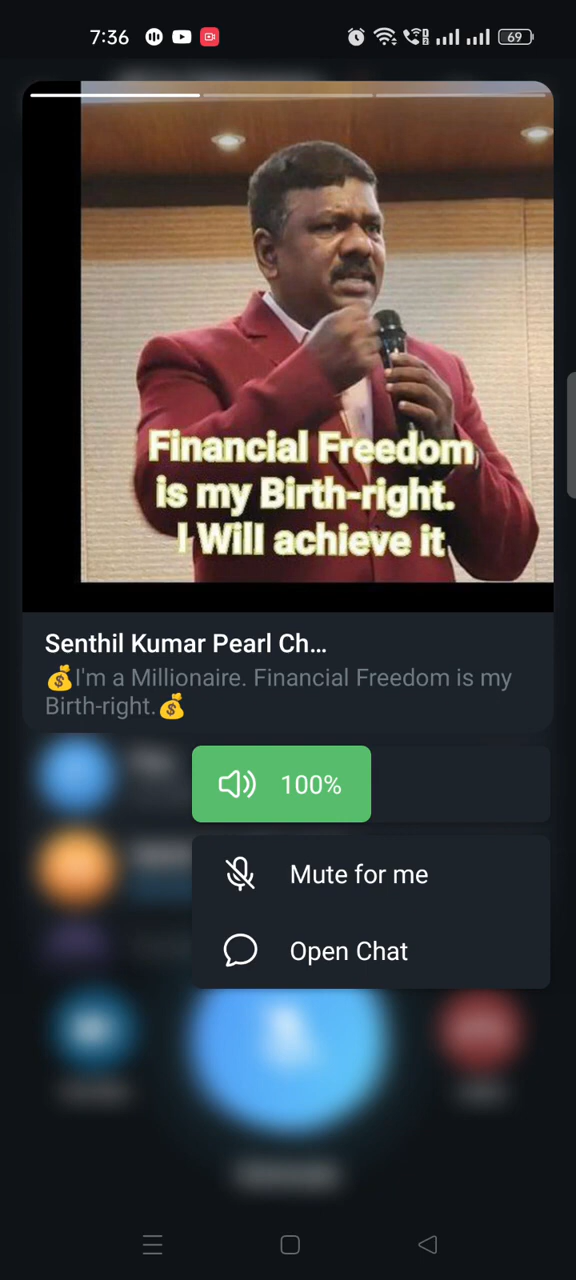 7:36
69
Financial Freedom
is my Birth-right.
I Will achieve it
Senthil Kumar Pearl Ch...
💰I'm a Millionaire. Financial Freedom is my
Birth-right.💰
100%
Mute for me
Open Chat